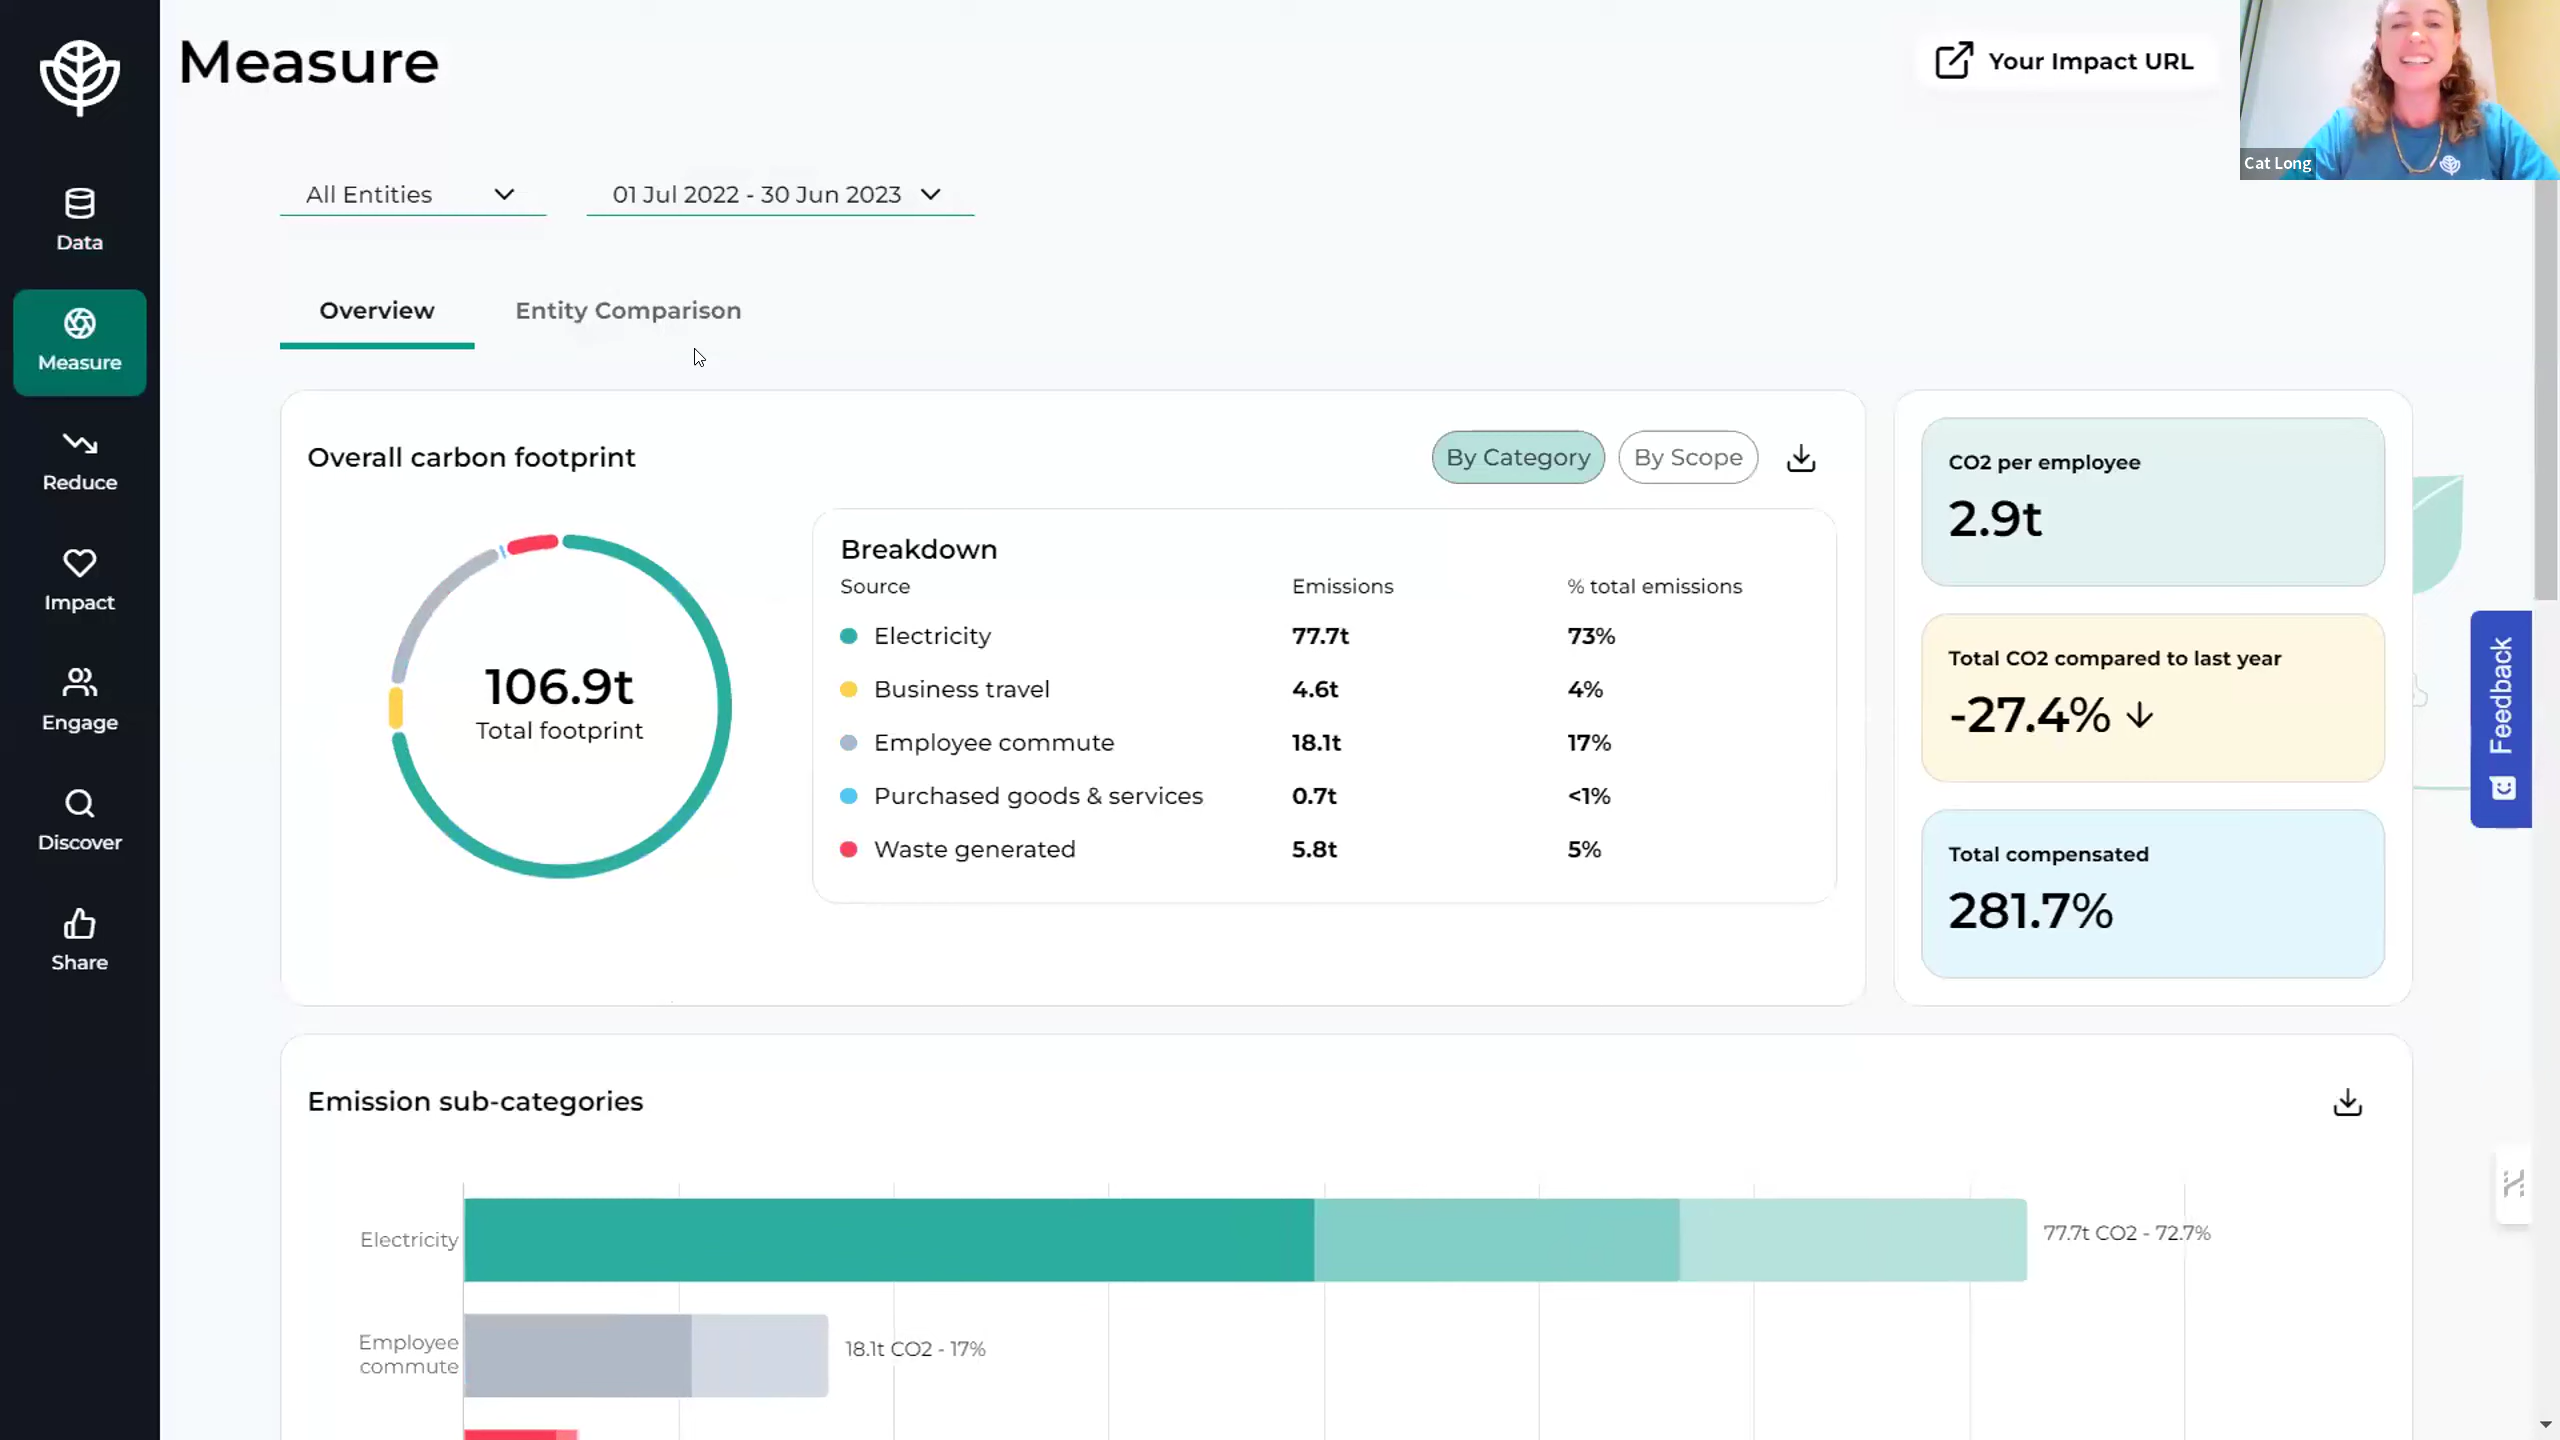 Measure
Your Impact URL
Cat Long
Data
Measure
Reduce
Impact
Engage
Discover
Share
All Entities
01 Jul 2022 - 30 Jun 2023
Overview
Entity Comparison
Overall carbon footprint
By Category
By Scope
106.9t
Total footprint
Breakdown
Source Emissions % total emissions
Electricity 77.7t 73%
Business travel 4.6t 4%
Employee commute 18.1t 17%
Purchased goods & services 0.7t <1%
Waste generated 5.8t 5%
CO2 per employee
2.9t
Total CO2 compared to last year
-27.4%
Total compensated
281.7%
Feedback
Emission sub-categories
Electricity
77.7t CO2 - 72.7%
Employee
commute
18.1t CO2 - 17%